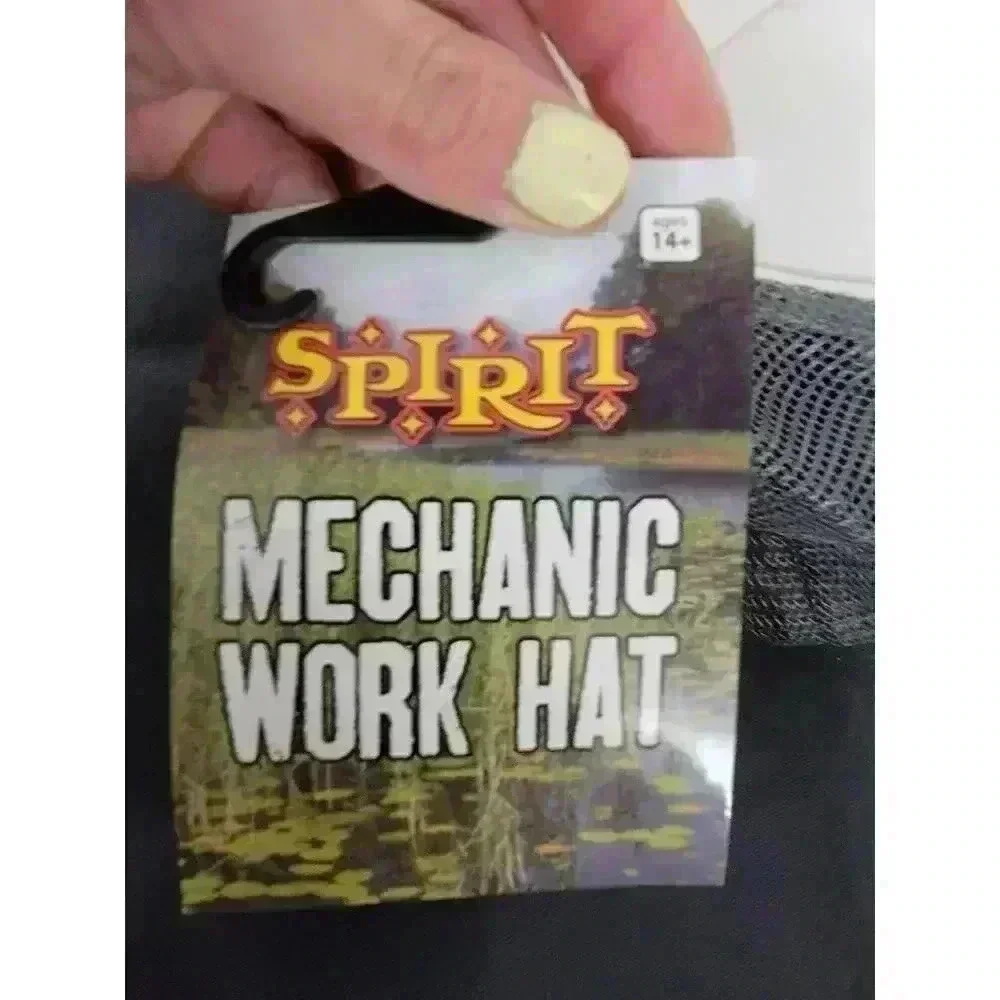 ages
14+
SPIRIT
MECHANIC
WORK HAT